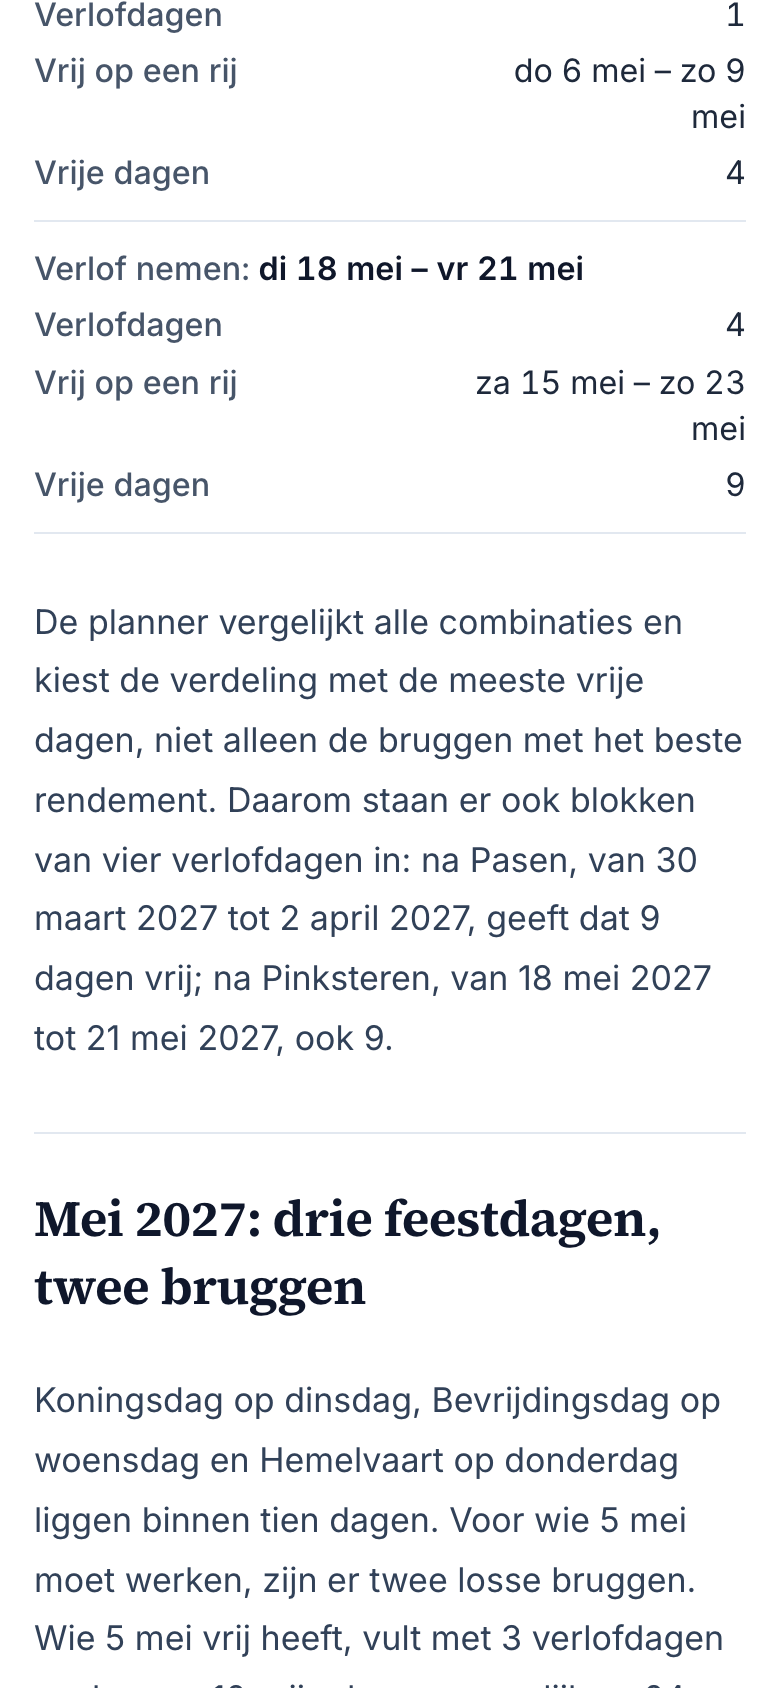 Verlofdagen 1
Vrij op een rij do 6 mei – zo 9
mei
Vrije dagen 4
Verlof nemen: di 18 mei – vr 21 mei
Verlofdagen 4
Vrij op een rij za 15 mei – zo 23
mei
Vrije dagen 9
De planner vergelijkt alle combinaties en
kiest de verdeling met de meeste vrije
dagen, niet alleen de bruggen met het beste
rendement. Daarom staan er ook blokken
van vier verlofdagen in: na Pasen, van 30
maart 2027 tot 2 april 2027, geeft dat 9
dagen vrij; na Pinksteren, van 18 mei 2027
tot 21 mei 2027, ook 9.
Mei 2027: drie feestdagen,
twee bruggen
Koningsdag op dinsdag, Bevrijdingsdag op
woensdag en Hemelvaart op donderdag
liggen binnen tien dagen. Voor wie 5 mei
moet werken, zijn er twee losse bruggen.
Wie 5 mei vrij heeft, vult met 3 verlofdagen